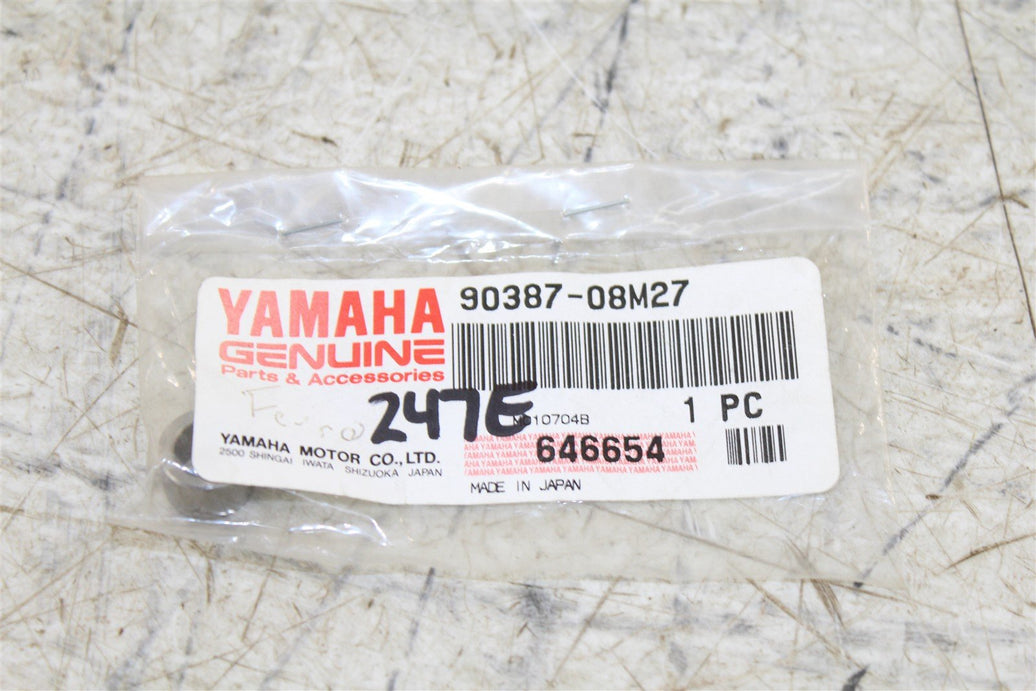 YAMAHA
GENUINE
Parts & Accessories
90387-08M27
247E
10704B
1 PC
YAMAHA MOTOR CO., LTD.
2500 SHINGAI IWATA SHIZUOKA JAPAN
646654
MADE IN JAPAN